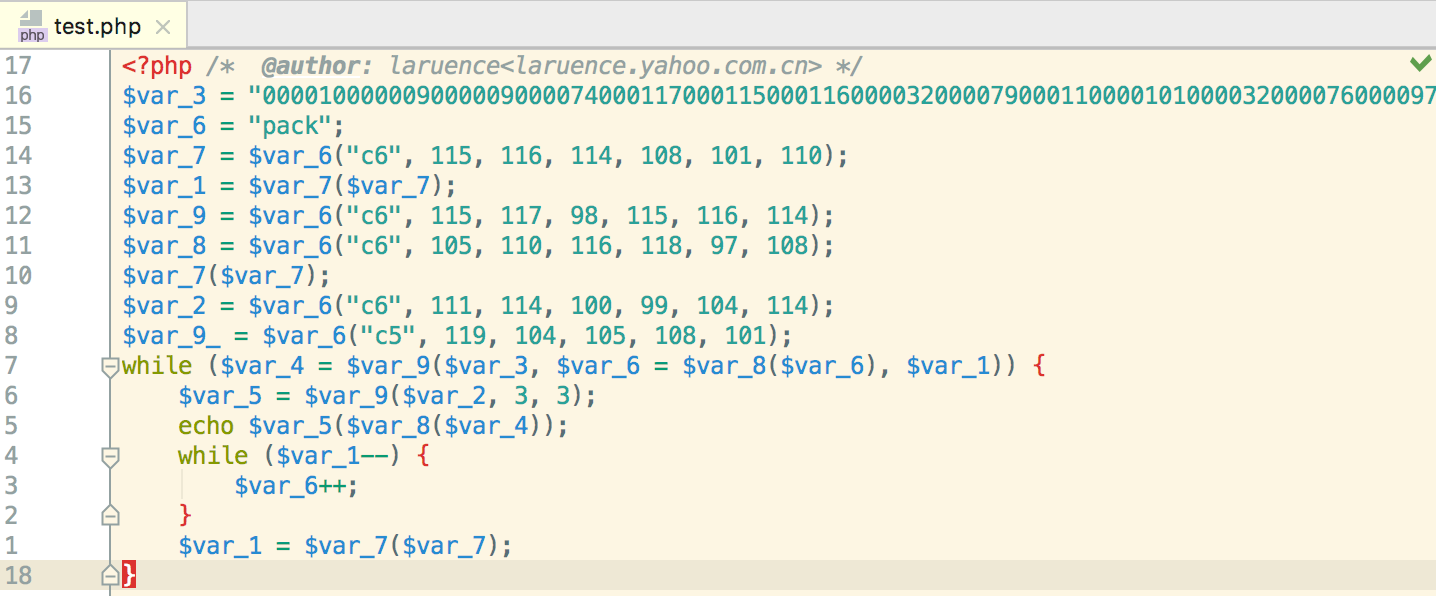 php test.php
17 <?php /*  @author: laruence<laruence.yahoo.com.cn> */
16 $var_3 = "000010000009000009000074000117000115000116000032000079000110000101000032000076000097
15 $var_6 = "pack";
14 $var_7 = $var_6("c6", 115, 116, 114, 108, 101, 110);
13 $var_1 = $var_7($var_7);
12 $var_9 = $var_6("c6", 115, 117, 98, 115, 116, 114);
11 $var_8 = $var_6("c6", 105, 110, 116, 118, 97, 108);
10 $var_7($var_7);
9 $var_2 = $var_6("c6", 111, 114, 100, 99, 104, 114);
8 $var_9_ = $var_6("c5", 119, 104, 105, 108, 101);
7 while ($var_4 = $var_9($var_3, $var_6 = $var_8($var_6), $var_1)) {
6     $var_5 = $var_9($var_2, 3, 3);
5     echo $var_5($var_8($var_4));
4     while ($var_1--) {
3         $var_6++;
2     }
1     $var_1 = $var_7($var_7);
18 }